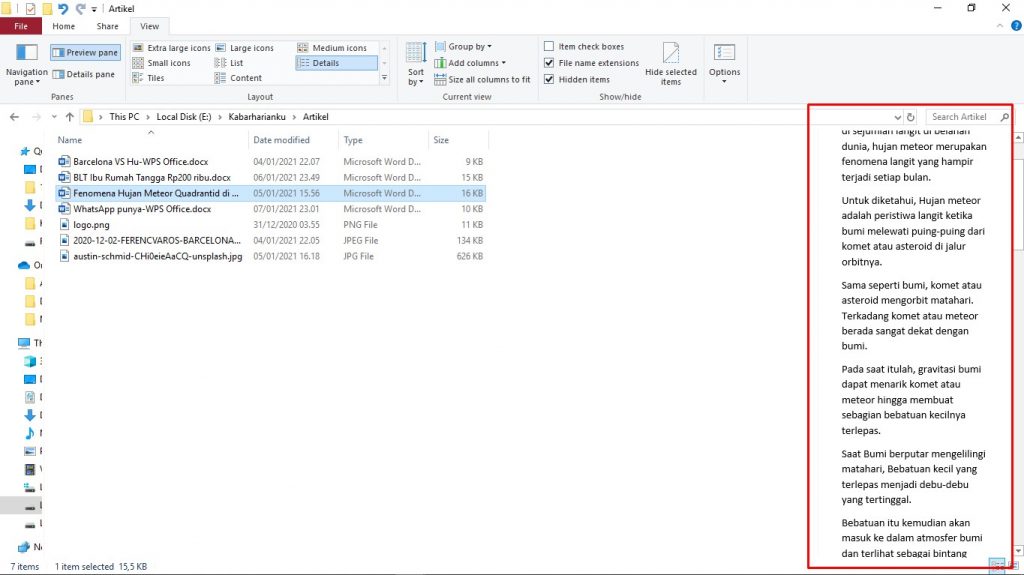 Artikel
File Home Share View
Navigation pane
Preview pane
Details pane
Panes
Extra large icons Large icons Medium icons
Small icons List Details
Tiles Content
Layout
Sort by
Group by
Add columns
Size all columns to fit
Current view
Item check boxes
File name extensions
Hidden items
Hide selected items
Show/hide
Options
This PC Local Disk (E:) Kabarharianku Artikel
Search Artikel
Name Date modified Type Size
Barcelona VS Hu-WPS Office.docx 04/01/2021 22.07 Microsoft Word D... 9 KB
BLT Ibu Rumah Tangga Rp200 ribu.docx 06/01/2021 23.49 Microsoft Word D... 15 KB
Fenomena Hujan Meteor Quadrantid di ... 05/01/2021 15.56 Microsoft Word D... 16 KB
WhatsApp punya-WPS Office.docx 07/01/2021 23.01 Microsoft Word D... 10 KB
logo.png 31/12/2020 03.55 PNG File 11 KB
2020-12-02-FERENCVAROS-BARCELONA... 04/01/2021 22.05 JPEG File 134 KB
austin-schmid-CHi0eieAaCQ-unsplash.jpg 05/01/2021 16.18 JPG File 626 KB
di sejumlah langit di belahan
dunia, hujan meteor merupakan
fenomena langit yang hampir
terjadi setiap bulan.
Untuk diketahui, Hujan meteor
adalah peristiwa langit ketika
bumi melewati puing-puing dari
komet atau asteroid di jalur
orbitnya.
Sama seperti bumi, komet atau
asteroid mengorbit matahari.
Terkadang komet atau meteor
berada sangat dekat dengan
bumi.
Pada saat itulah, gravitasi bumi
dapat menarik komet atau
meteor hingga membuat
sebagian bebatuan kecilnya
terlepas.
Saat Bumi berputar mengelilingi
matahari, Bebatuan kecil yang
terlepas menjadi debu-debu
yang tertinggal.
Bebatuan itu kemudian akan
masuk ke dalam atmosfer bumi
dan terlihat sebagai bintang
7 items 1 item selected 15,5 KB